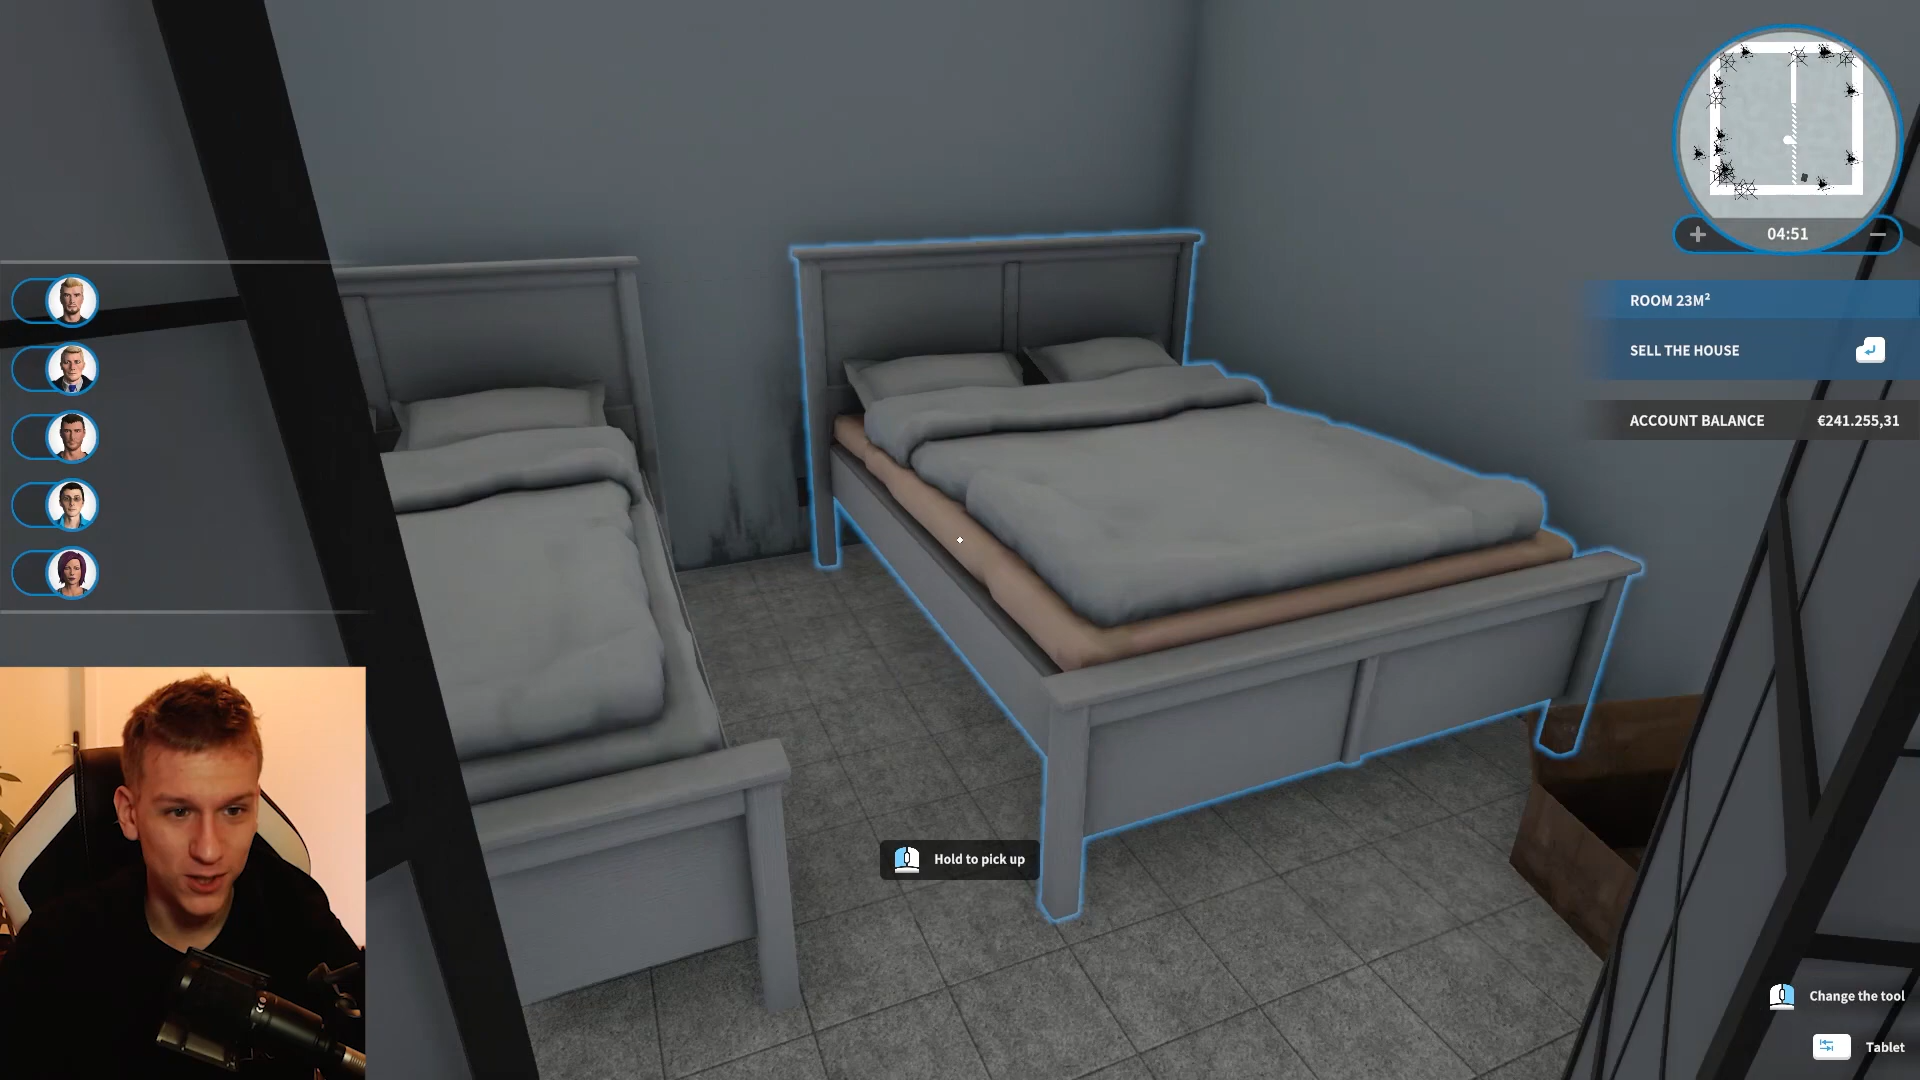 04:51
ROOM 23M²
SELL THE HOUSE
ACCOUNT BALANCE €241.255,31
Hold to pick up
Change the tool
Tablet